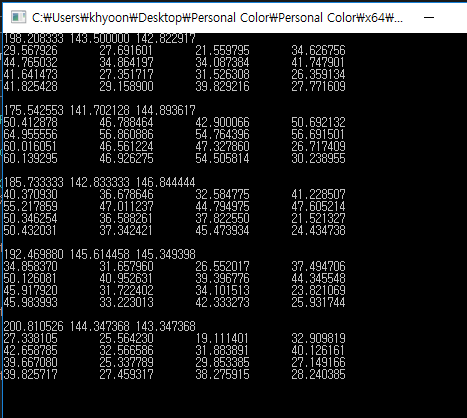 C:₩Users₩khyoon₩Desktop₩Personal Color₩Personal Color₩x64₩...
198.208333 143.500000 142.822917
29.567926 27.691601 21.559795 34.626756
44.765032 34.864197 34.087384 41.747901
41.641473 27.351717 31.526308 26.359134
41.825428 29.158900 39.829216 27.771609
175.542553 141.702128 144.893617
50.412878 46.788464 42.900066 50.692132
64.955556 56.860886 54.764396 56.691501
60.016051 46.561224 47.327860 26.717409
60.139295 46.926275 54.505814 30.238955
185.733333 142.833333 146.844444
40.370930 36.678646 32.584775 41.228507
55.217859 47.011237 44.794975 47.605214
50.346254 36.588261 37.822550 21.521327
50.432031 37.342421 45.473934 24.434738
192.469880 145.614458 145.349398
34.858370 31.657960 26.552017 37.494706
50.126081 40.952631 39.396776 44.345548
45.917920 31.722402 34.101513 23.921069
45.983993 33.223013 42.333273 25.931744
200.810526 144.347368 143.347368
27.338105 25.564230 19.111401 32.909819
42.658785 32.566586 31.883891 40.126161
39.667080 25.337789 29.853385 27.149166
39.825717 27.459317 38.275915 28.240385